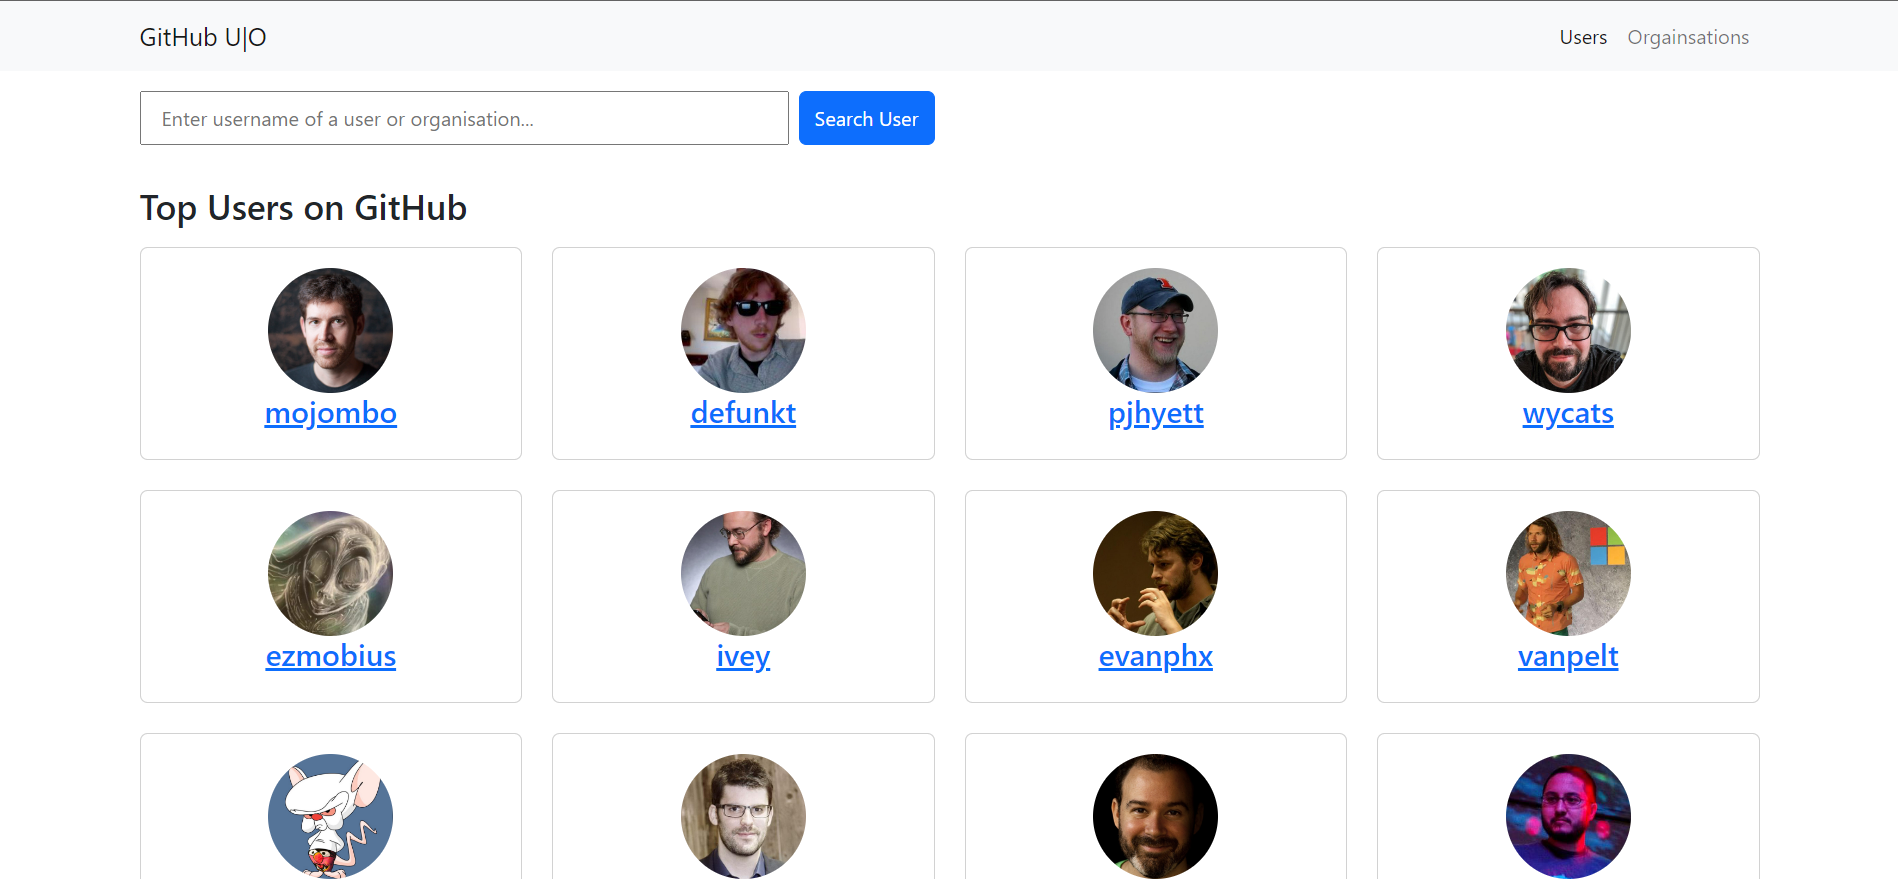 GitHub U|O
Users Orgainsations
Enter username of a user or organisation...
Search User
Top Users on GitHub
mojombo
defunkt
pjhyett
wycats
ezmobius
ivey
evanphx
vanpelt